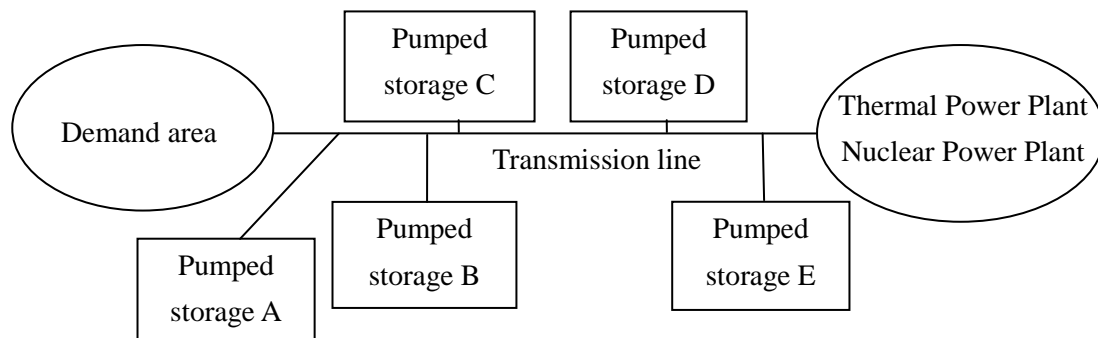 Pumped
storage C
Pumped
storage D
Demand area
Thermal Power Plant
Nuclear Power Plant
Transmission line
Pumped
storage A
Pumped
storage B
Pumped
storage E